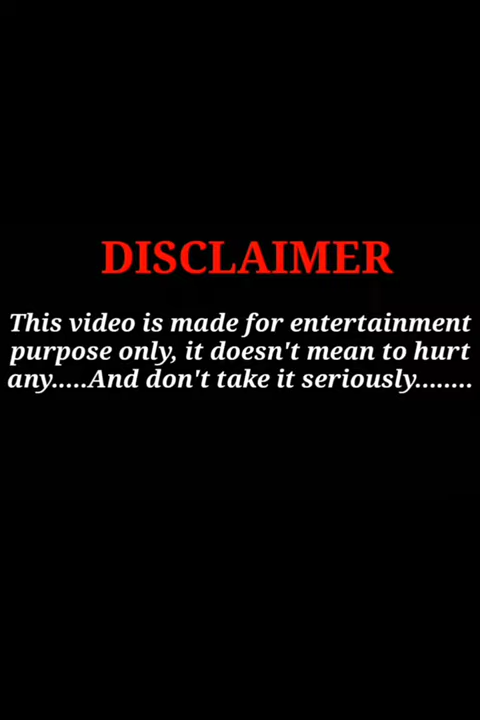 DISCLAIMER
This video is made for entertainment
purpose only, it doesn't mean to hurt
any.....And don't take it seriously........